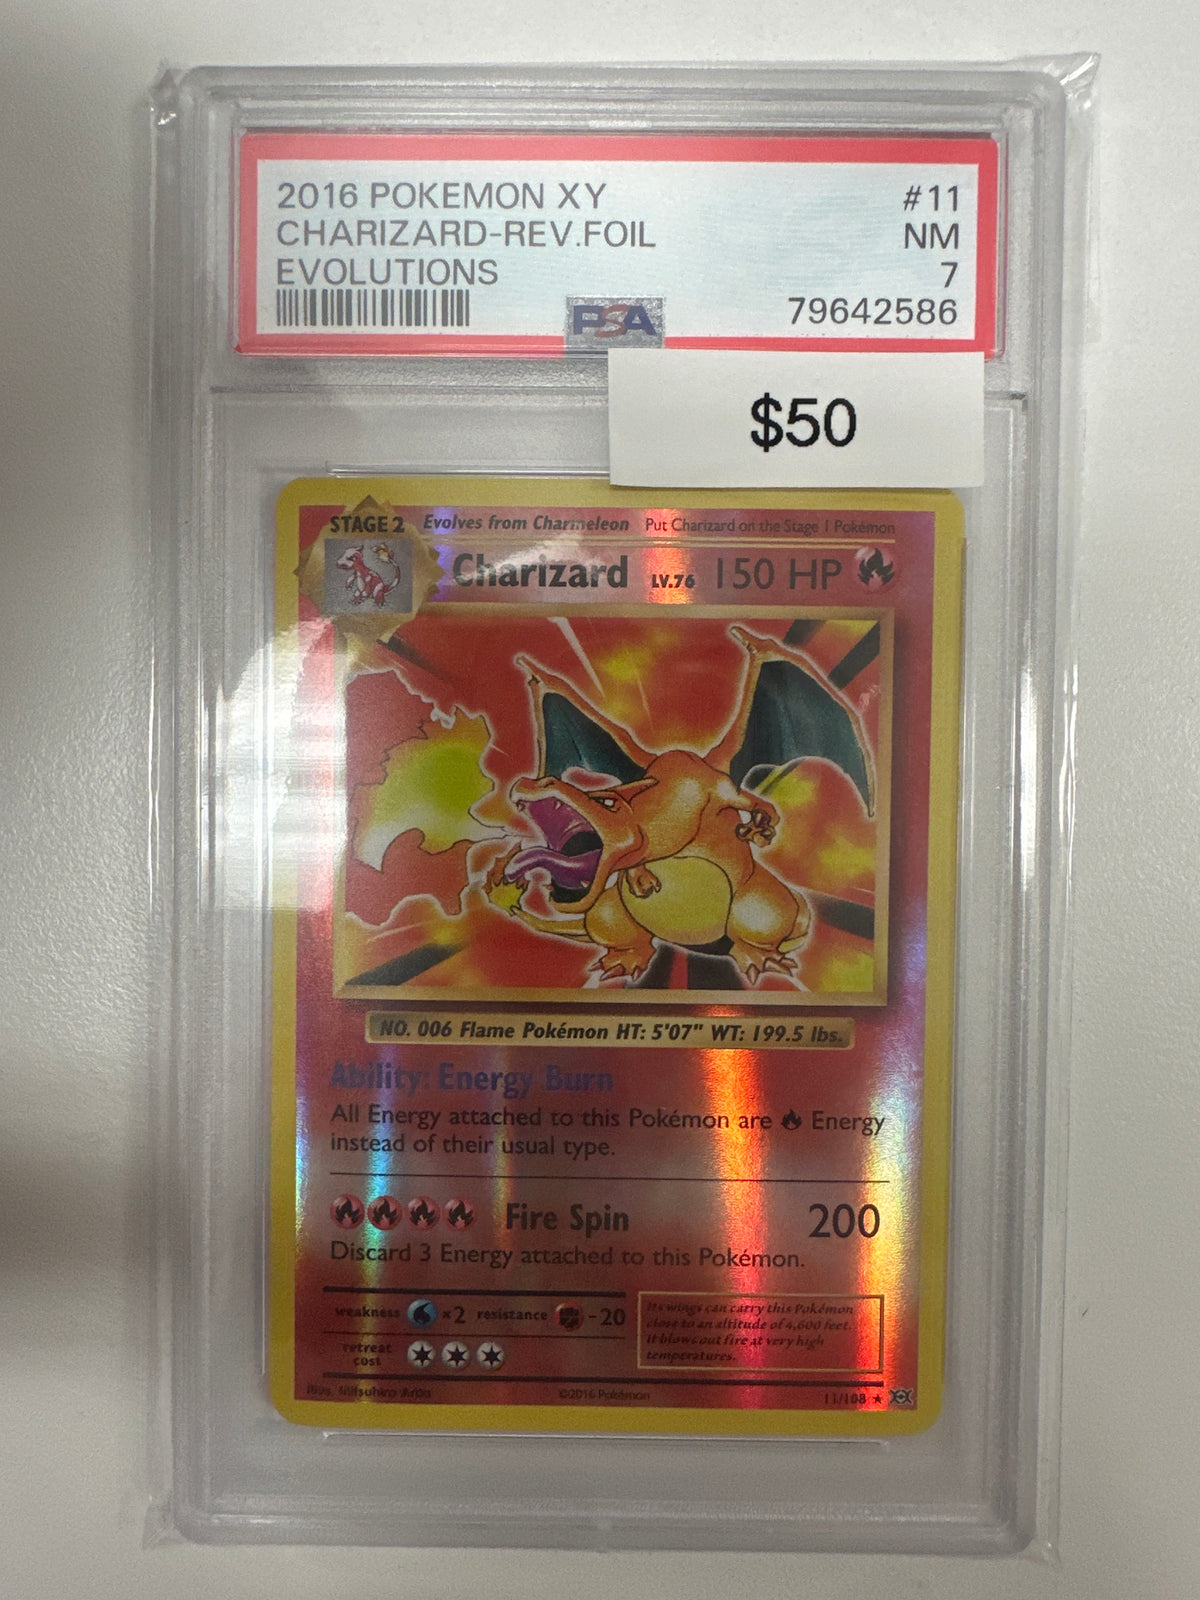 2016 POKEMON XY #11
CHARIZARD-REV.FOIL NM
EVOLUTIONS 7
PSA 79642586
$50
STAGE 2 Evolves from Charmeleon Put Charizard on the Stage 1 Pokémon
Charizard LV.76 150 HP
NO. 006 Flame Pokémon HT: 5'07" WT: 199.5 lbs.
Ability: Energy Burn
All Energy attached to this Pokémon are Energy
instead of their usual type.
Fire Spin 200
Discard 3 Energy attached to this Pokémon.
weakness ×2 resistance -20
retreat
cost
Its wings can carry this Pokémon
close to an altitude of 4,600 feet.
It blows out fire at very high
temperatures.
Illus. Mitsuhiro Arita ©2016 Pokémon 11/108